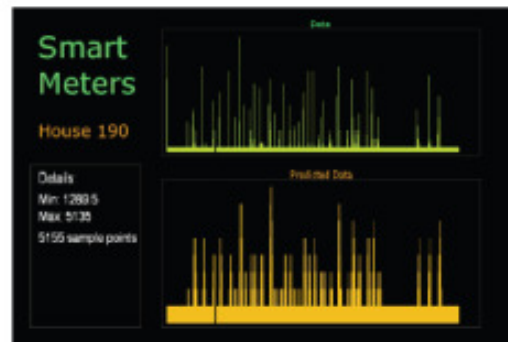 Smart
Meters
House 190
Details
Min: 1289.5
Max: 5135
5155 sample points
Data
Predicted Data